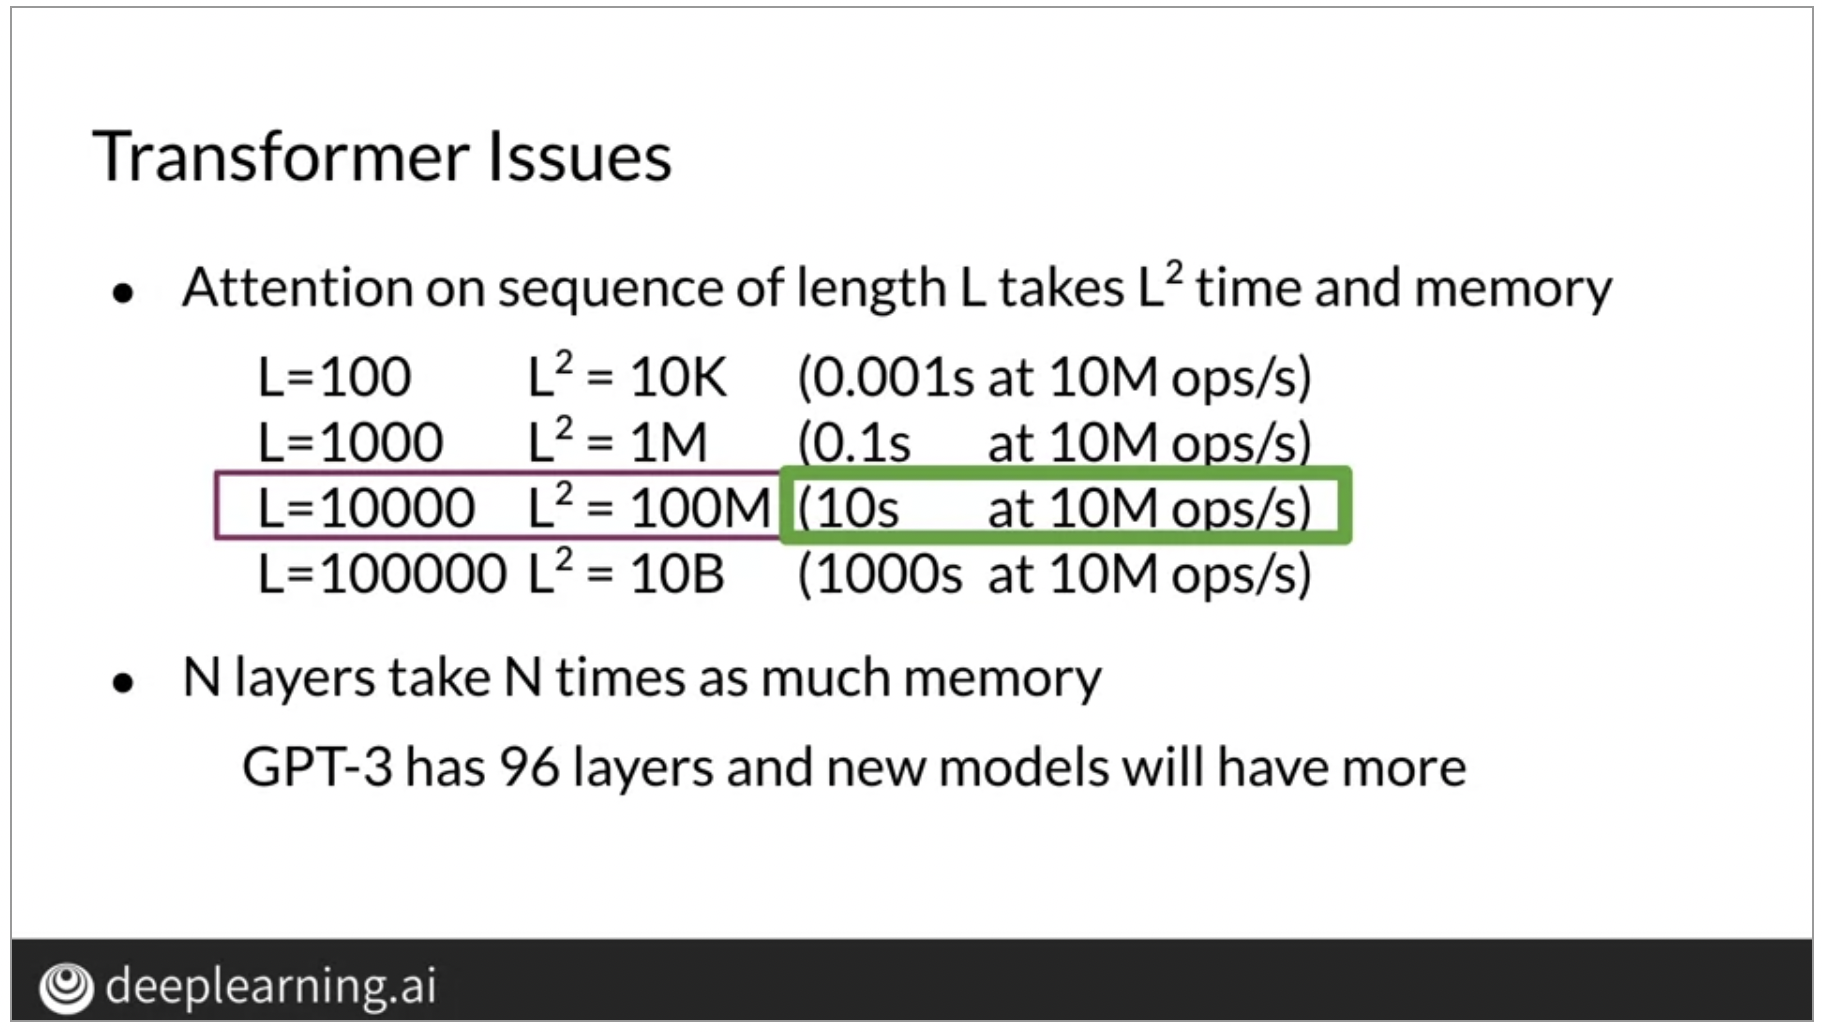 Transformer Issues
● Attention on sequence of length L takes L² time and memory
L=100 L² = 10K (0.001s at 10M ops/s)
L=1000 L² = 1M (0.1s at 10M ops/s)
L=10000 L² = 100M (10s at 10M ops/s)
L=100000 L² = 10B (1000s at 10M ops/s)
● N layers take N times as much memory
GPT-3 has 96 layers and new models will have more
deeplearning.ai